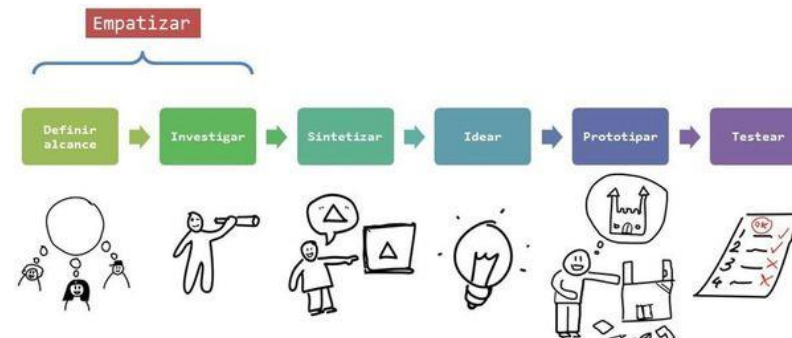 Empatizar
Definir
alcance
Investigar
Sintetizar
Idear
Prototipar
Testear
OK
1
2
3
4